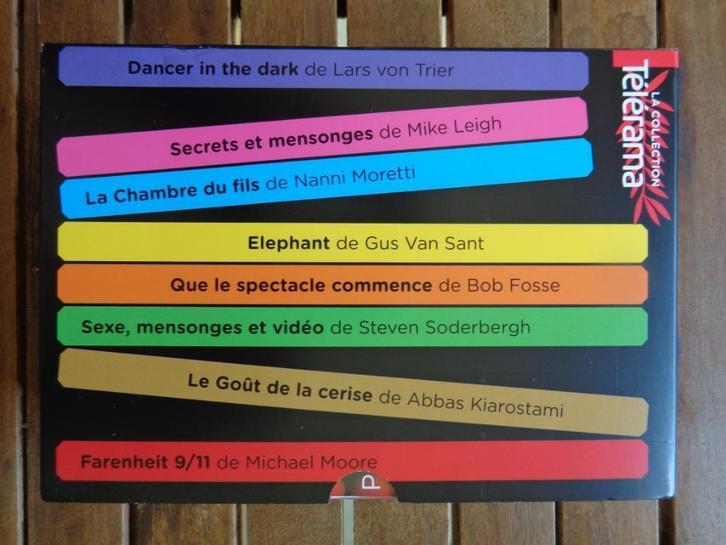 Dancer in the dark de Lars von Trier
Secrets et mensonges de Mike Leigh
La Chambre du fils de Nanni Moretti
Elephant de Gus Van Sant
Que le spectacle commence de Bob Fosse
Sexe, mensonges et vidéo de Steven Soderbergh
Le Goût de la cerise de Abbas Kiarostami
Farenheit 9/11 de Michael Moore
LA COLLECTION
Télérama
P